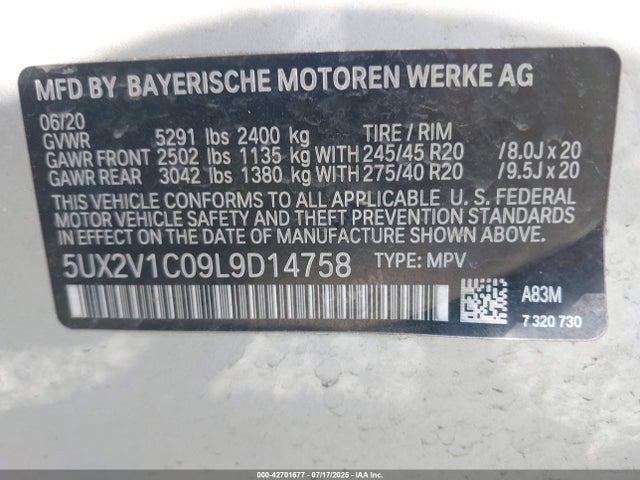 MFD BY BAYERISCHE MOTOREN WERKE AG
06/20
GVWR 5291 lbs 2400 kg TIRE / RIM
GAWR FRONT 2502 lbs 1135 kg WITH 245/45 R20 /8.0J x 20
GAWR REAR 3042 lbs 1380 kg WITH 275/40 R20 /9.5J x 20
THIS VEHICLE CONFORMS TO ALL APPLICABLE U. S. FEDERAL
MOTOR VEHICLE SAFETY AND THEFT PREVENTION STANDARDS
IN EFFECT ON THE DATE OF MANUFACTURE SHOWN ABOVE.
5UX2V1C09L9D14758 TYPE: MPV
A83M
7 320 730
000-42701677 - 07/17/2025 - IAAI.CA